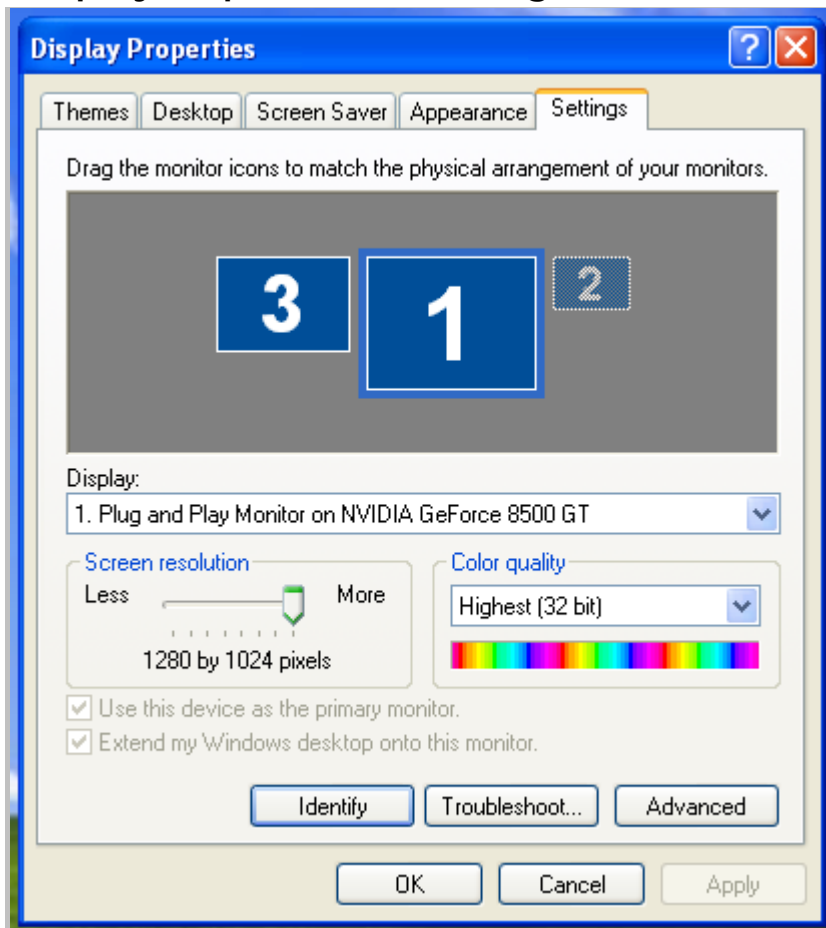 Display Properties
?
Themes Desktop Screen Saver Appearance Settings
Drag the monitor icons to match the physical arrangement of your monitors.
3 1 2
Display:
1. Plug and Play Monitor on NVIDIA GeForce 8500 GT
Screen resolution
Less More
1280 by 1024 pixels
Color quality
Highest (32 bit)
Use this device as the primary monitor.
Extend my Windows desktop onto this monitor.
Identify Troubleshoot... Advanced
OK Cancel Apply